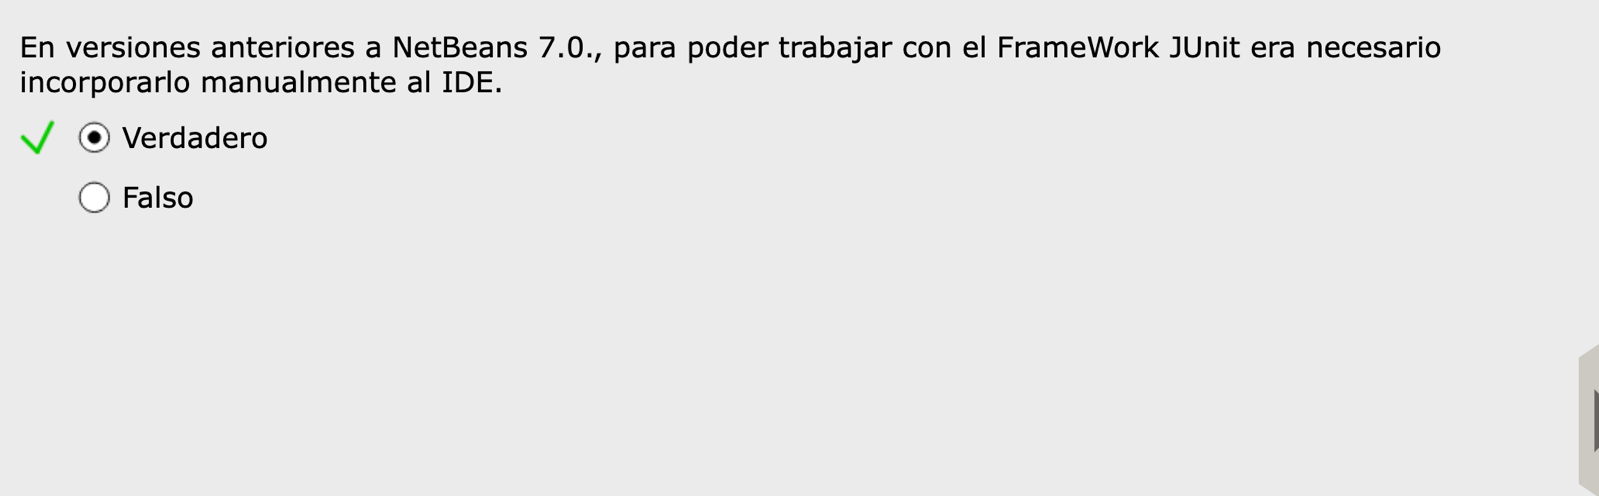 En versiones anteriores a NetBeans 7.0., para poder trabajar con el FrameWork JUnit era necesario
incorporarlo manualmente al IDE.
Verdadero
Falso